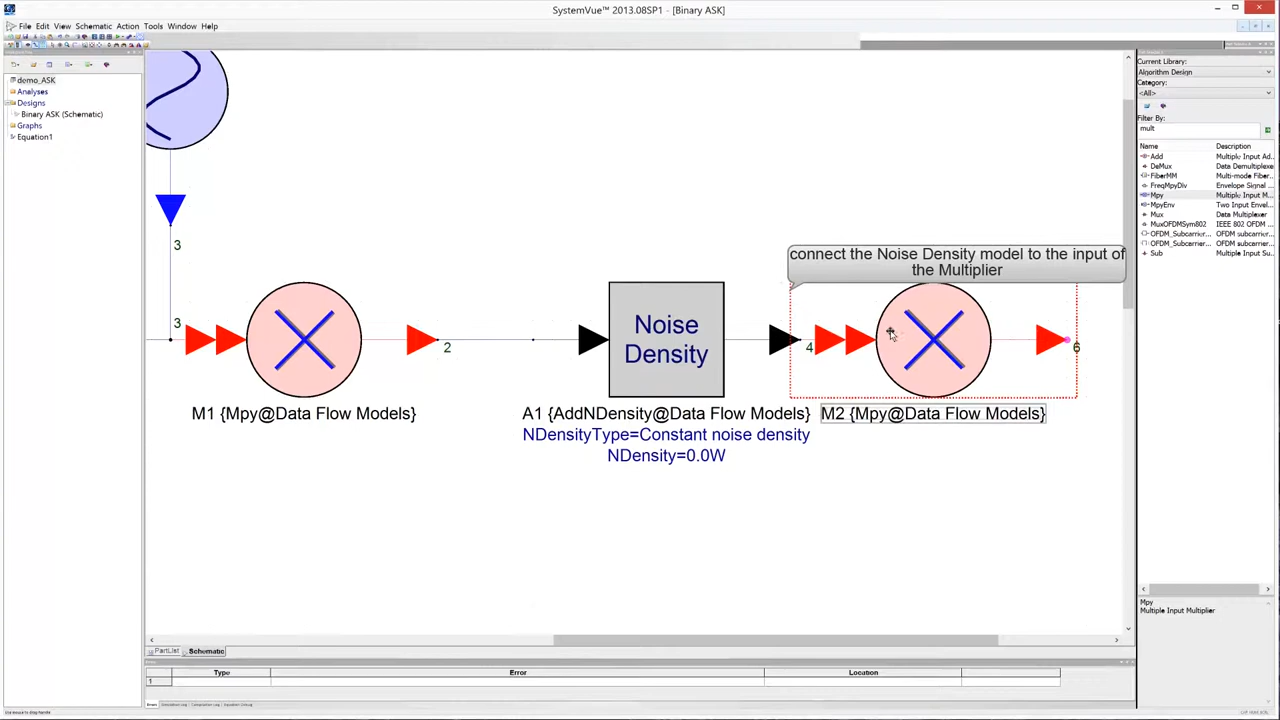 SystemVue™ 2013.08SP1 - [Binary ASK]
File Edit View Schematic Action Tools Window Help
demo_ASK
Analyses
Designs
Binary ASK (Schematic)
Graphs
Equation1
3
3
2
4
6
connect the Noise Density model to the input of
the Multiplier
Noise
Density
M1 {Mpy@Data Flow Models}
A1 {AddNDensity@Data Flow Models}
M2 {Mpy@Data Flow Models}
NDensityType=Constant noise density
NDensity=0.0W
Current Library:
Algorithm Design
Category:
<All>
Filter By:
mult
Name Description
Add Multiple Input Ad...
DeMux Data Demultiplexe
FiberMM Multi-mode Fiber...
FreqMpyDiv Envelope Signal ...
Mpy Multiple Input M...
MpyEnv Two Input Envel...
Mux Data Multiplexer
MuxOFDMSym802 IEEE 802 OFDM ...
OFDM_Subcarrier... OFDM subcarrier...
OFDM_Subcarrier... OFDM subcarrier...
Sub Multiple Input Su...
Mpy
Multiple Input Multiplier
PartList Schematic
Type Error Location
1